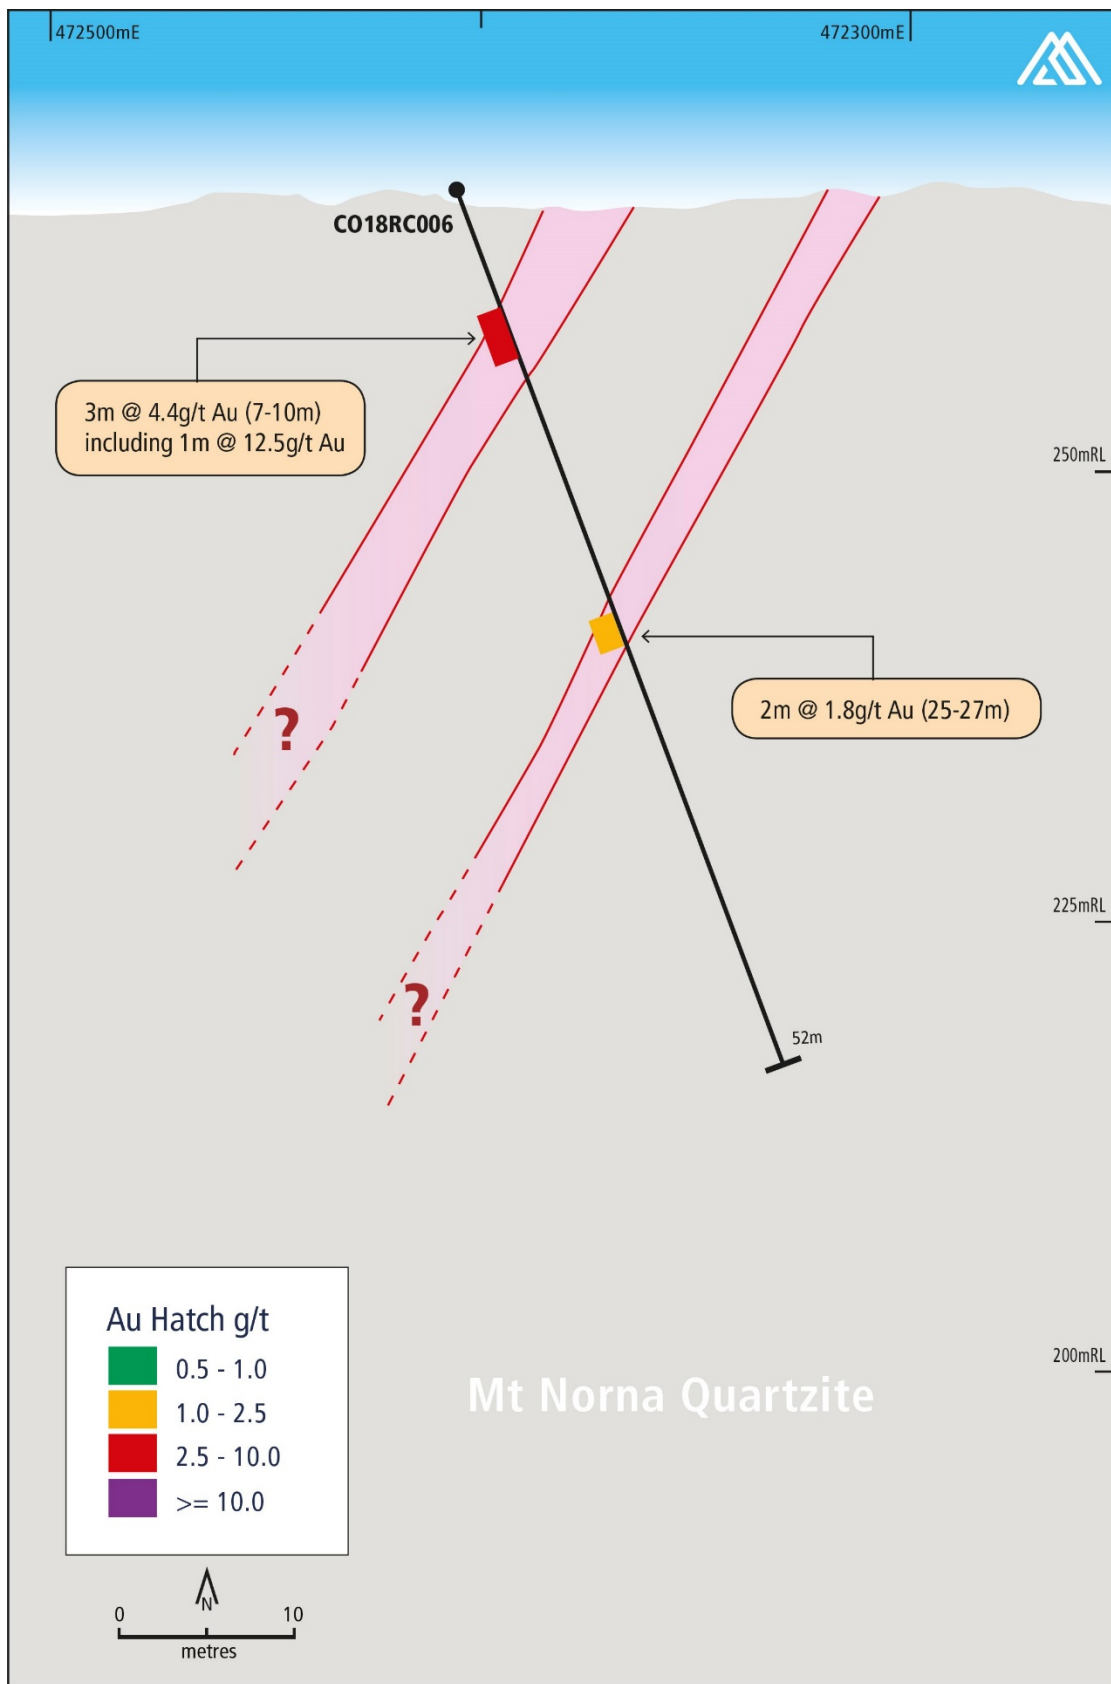 472500mE
472300mE
CO18RC006
3m @ 4.4g/t Au (7-10m)
including 1m @ 12.5g/t Au
250mRL
2m @ 1.8g/t Au (25-27m)
?
225mRL
?
52m
200mRL
Mt Norna Quartzite
Au Hatch g/t
0.5 - 1.0
1.0 - 2.5
2.5 - 10.0
>= 10.0
N
0 10
metres